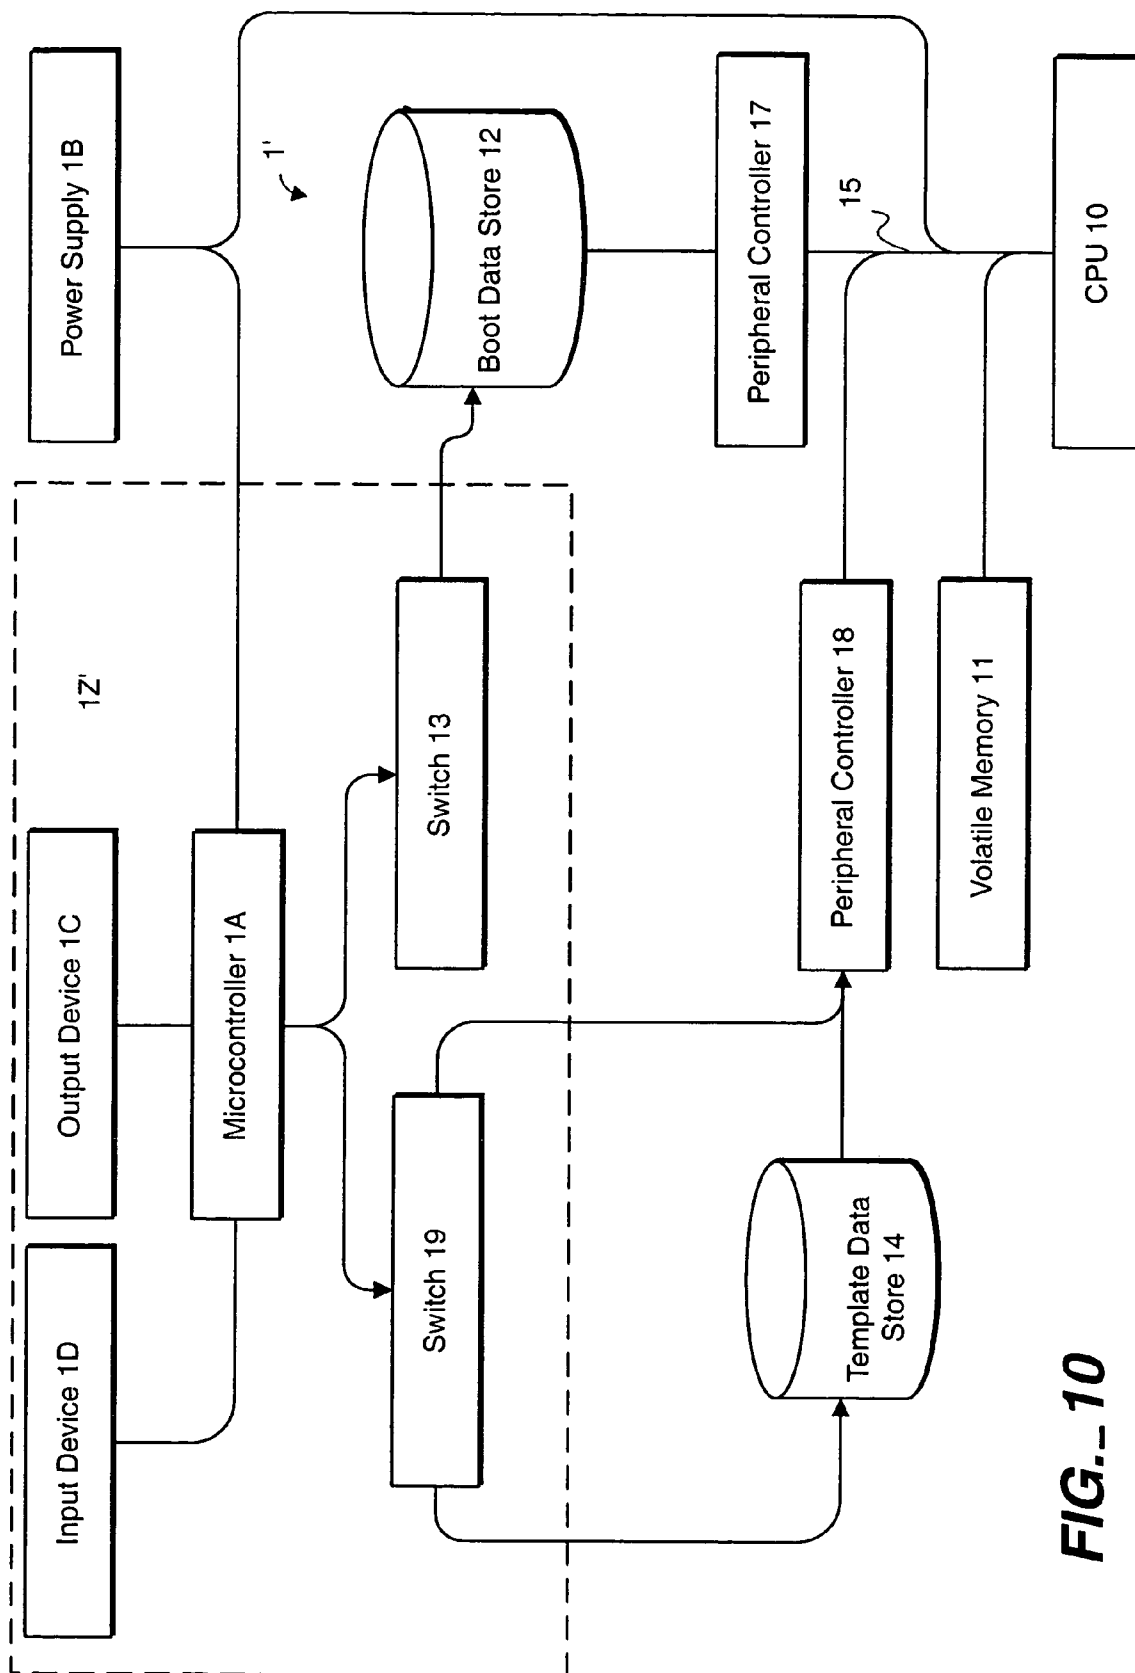 Input Device 1D
Output Device 1C
Power Supply 1B
Microcontroller 1A
1Z'
1'
Switch 19
Switch 13
Boot Data Store 12
Template Data
Store 14
Peripheral Controller 18
Peripheral Controller 17
15
Volatile Memory 11
CPU 10
FIG._10